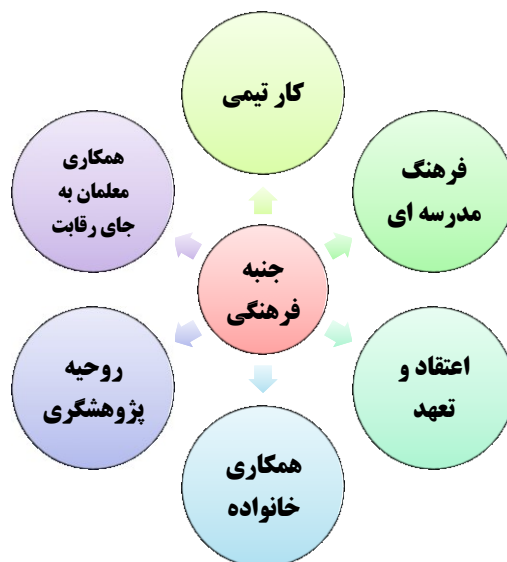 کار تیمی
فرهنگ
مدرسه ای
همکاری
معلمان به
جای رقابت
جنبه
فرهنگی
اعتقاد و
تعهد
روحیه
پژوهشگری
همکاری
خانواده